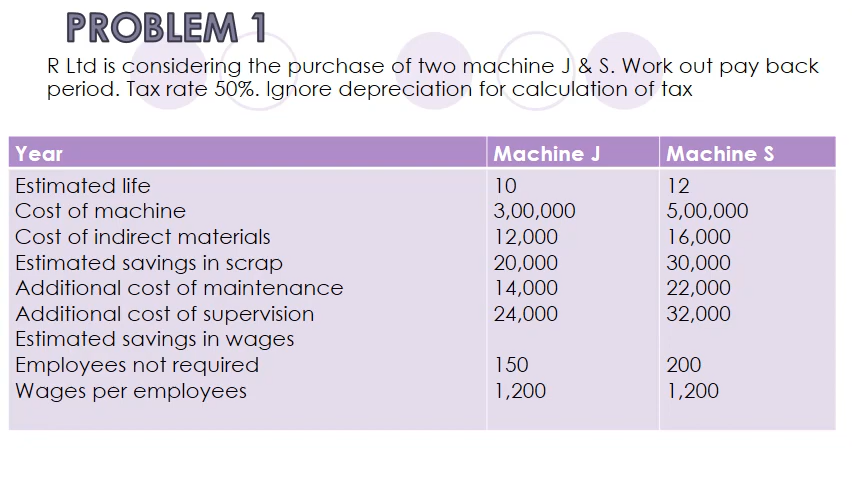 PROBLEM 1
R Ltd is considering the purchase of two machine J & S. Work out pay back
period. Tax rate 50%. Ignore depreciation for calculation of tax
Year Machine J Machine S
Estimated life 10 12
Cost of machine 3,00,000 5,00,000
Cost of indirect materials 12,000 16,000
Estimated savings in scrap 20,000 30,000
Additional cost of maintenance 14,000 22,000
Additional cost of supervision 24,000 32,000
Estimated savings in wages
Employees not required 150 200
Wages per employees 1,200 1,200